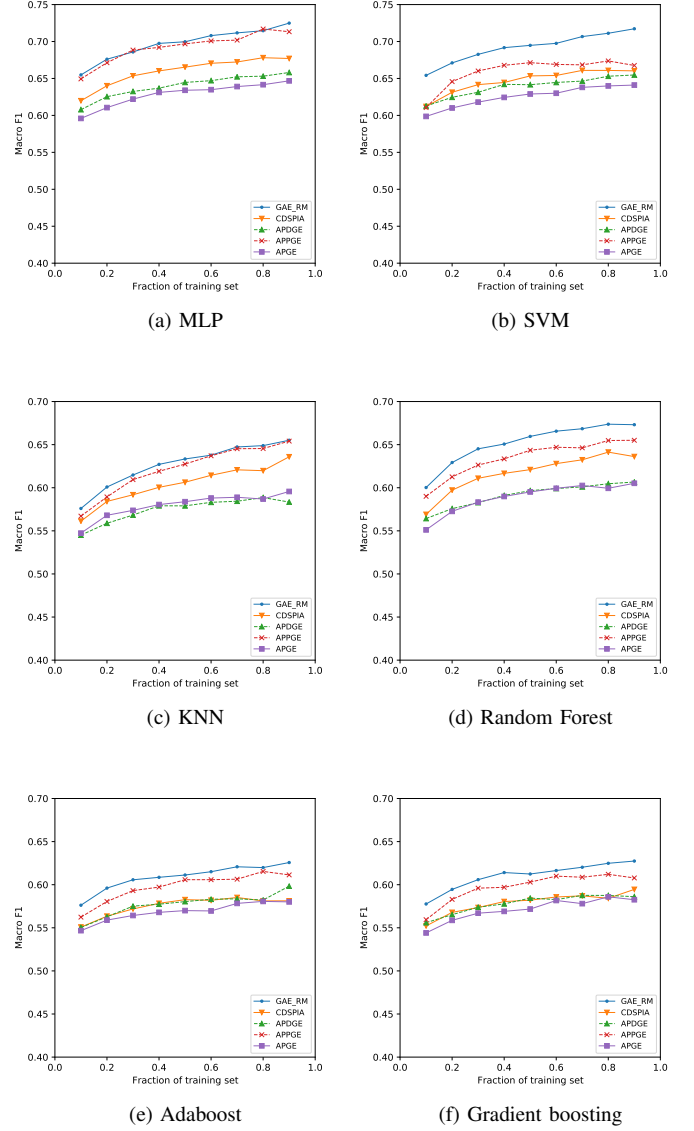 0.75
0.70
0.65
0.60
0.55
0.50
0.45
0.40
Macro F1
0.0 0.2 0.4 0.6 0.8 1.0
Fraction of training set
GAE_RM
CDSPIA
APDGE
APPGE
APGE
(a) MLP
0.75
0.70
0.65
0.60
0.55
0.50
0.45
0.40
Macro F1
0.0 0.2 0.4 0.6 0.8 1.0
Fraction of training set
GAE_RM
CDSPIA
APDGE
APPGE
APGE
(b) SVM
0.70
0.65
0.60
0.55
0.50
0.45
0.40
Macro F1
0.0 0.2 0.4 0.6 0.8 1.0
Fraction of training set
GAE_RM
CDSPIA
APDGE
APPGE
APGE
(c) KNN
0.70
0.65
0.60
0.55
0.50
0.45
0.40
Macro F1
0.0 0.2 0.4 0.6 0.8 1.0
Fraction of training set
GAE_RM
CDSPIA
APDGE
APPGE
APGE
(d) Random Forest
0.70
0.65
0.60
0.55
0.50
0.45
0.40
Macro F1
0.0 0.2 0.4 0.6 0.8 1.0
Fraction of training set
GAE_RM
CDSPIA
APDGE
APPGE
APGE
(e) Adaboost
0.70
0.65
0.60
0.55
0.50
0.45
0.40
Macro F1
0.0 0.2 0.4 0.6 0.8 1.0
Fraction of training set
GAE_RM
CDSPIA
APDGE
APPGE
APGE
(f) Gradient boosting